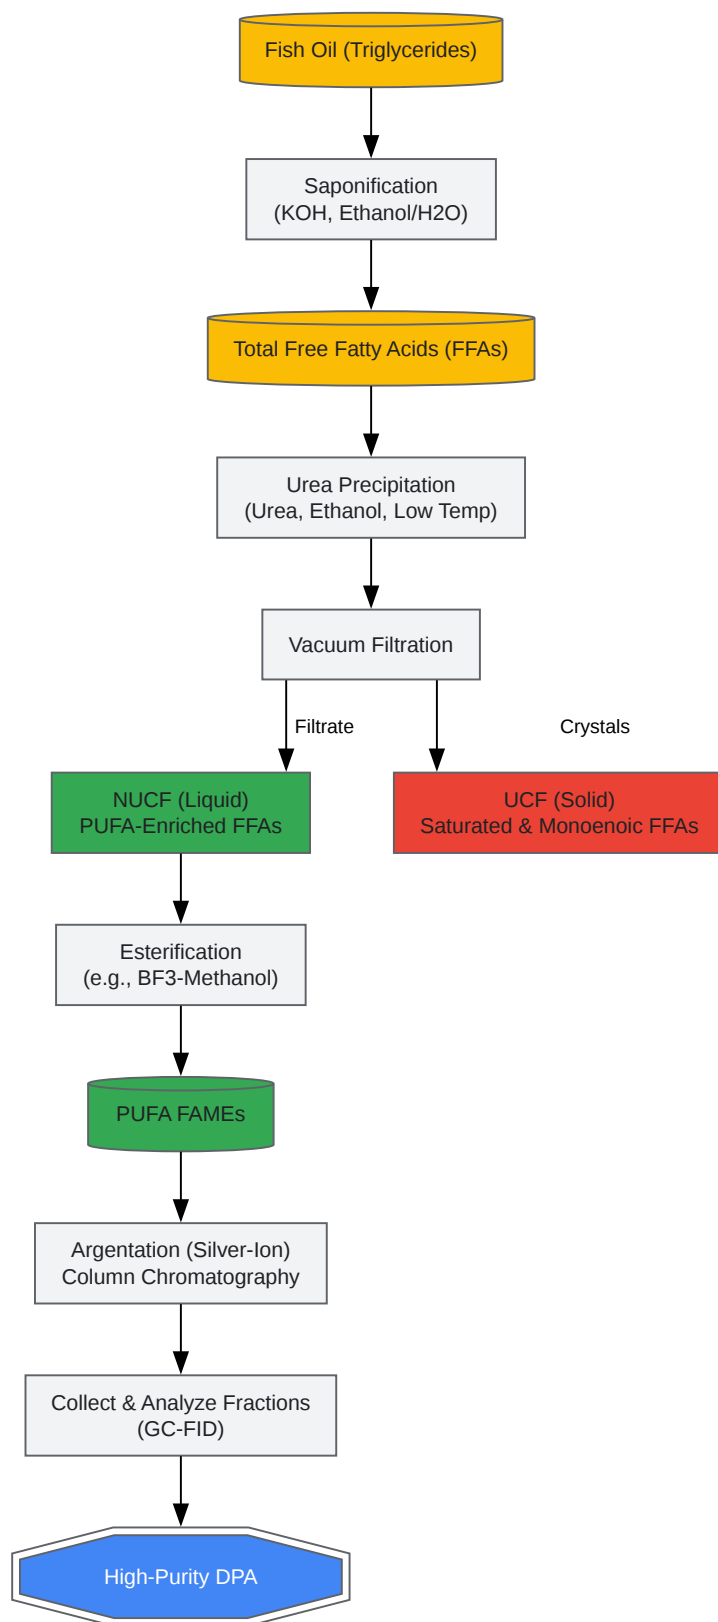 Fish Oil (Triglycerides)
Saponification
(KOH, Ethanol/H2O)
Total Free Fatty Acids (FFAs)
Urea Precipitation
(Urea, Ethanol, Low Temp)
Vacuum Filtration
Filtrate
Crystals
NUCF (Liquid)
PUFA-Enriched FFAs
UCF (Solid)
Saturated & Monoenoic FFAs
Esterification
(e.g., BF3-Methanol)
PUFA FAMEs
Argentation (Silver-Ion)
Column Chromatography
Collect & Analyze Fractions
(GC-FID)
High-Purity DPA